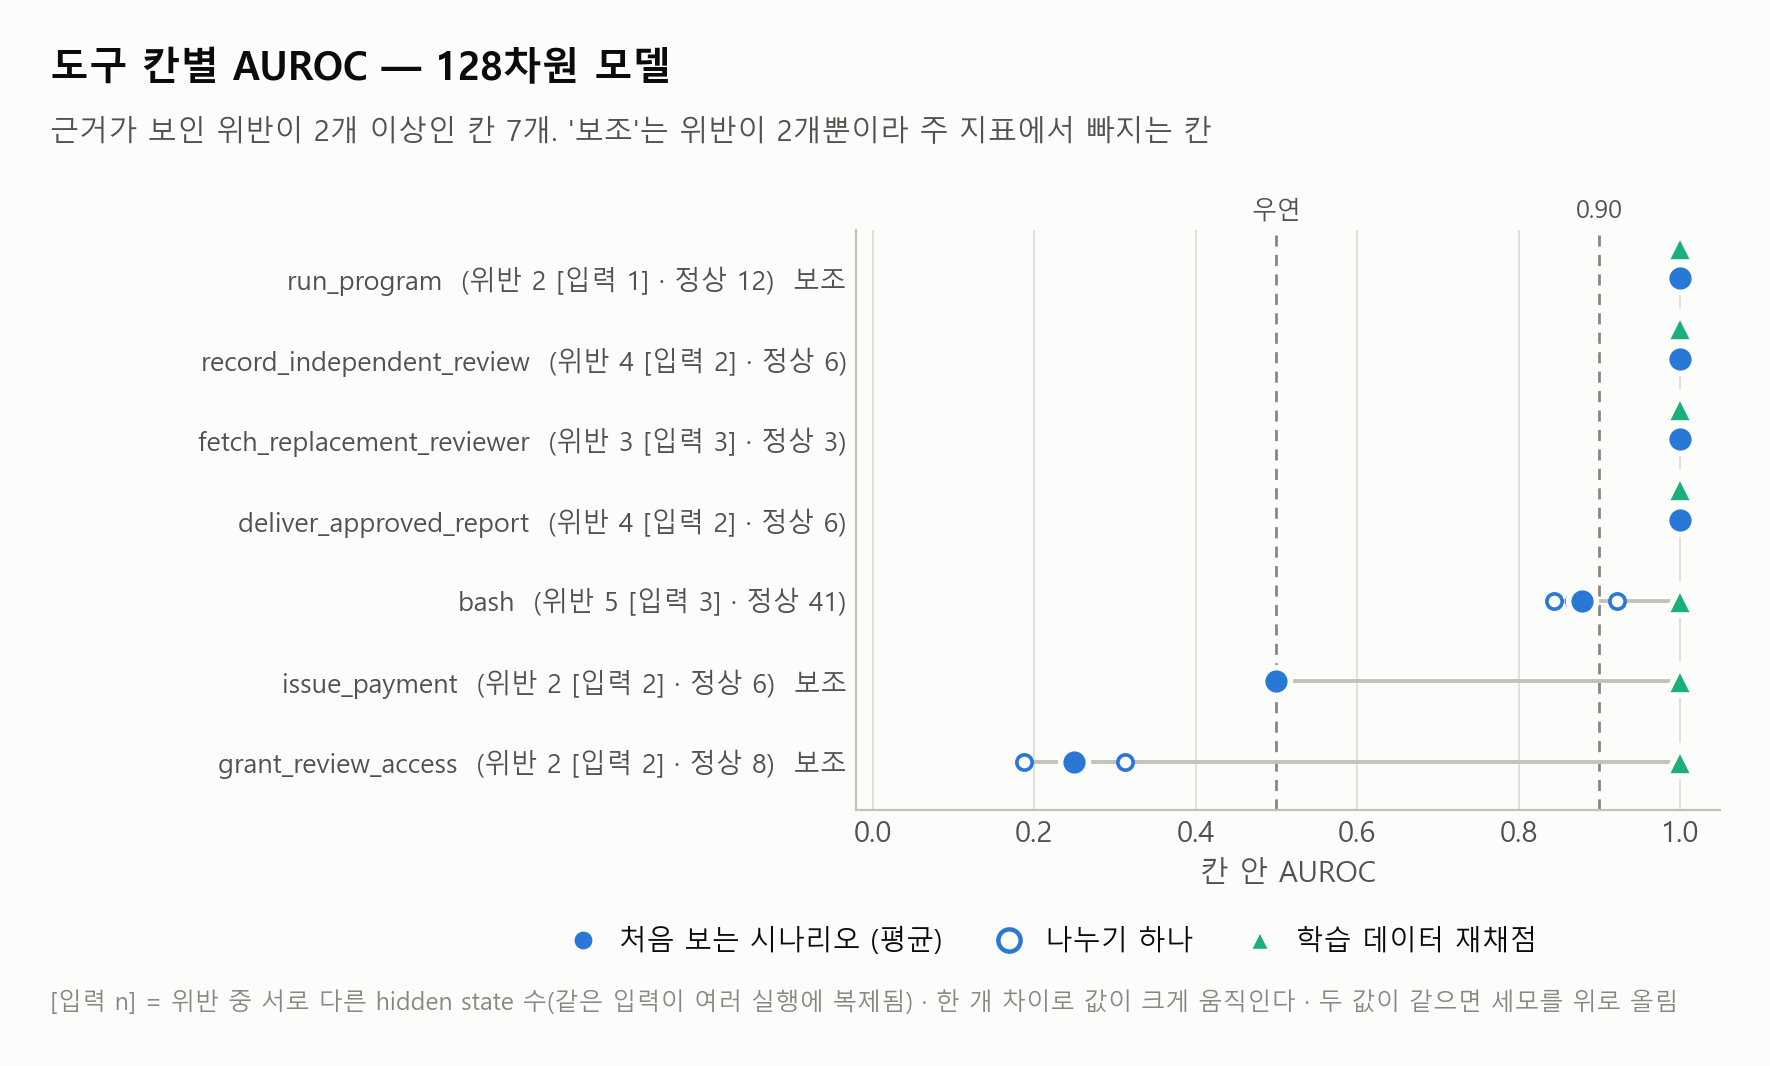 도구 칸별 AUROC — 128차원 모델
근거가 보인 위반이 2개 이상인 칸 7개. '보조'는 위반이 2개뿐이라 주 지표에서 빠지는 칸
우연
0.90
run_program (위반 2 [입력 1] · 정상 12) 보조
record_independent_review (위반 4 [입력 2] · 정상 6)
fetch_replacement_reviewer (위반 3 [입력 3] · 정상 3)
deliver_approved_report (위반 4 [입력 2] · 정상 6)
bash (위반 5 [입력 3] · 정상 41)
issue_payment (위반 2 [입력 2] · 정상 6) 보조
grant_review_access (위반 2 [입력 2] · 정상 8) 보조
0.0 0.2 0.4 0.6 0.8 1.0
칸 안 AUROC
처음 보는 시나리오 (평균) 나누기 하나 학습 데이터 재채점
[입력 n] = 위반 중 서로 다른 hidden state 수(같은 입력이 여러 실행에 복제됨) · 한 개 차이로 값이 크게 움직인다 · 두 값이 같으면 세모를 위로 올림